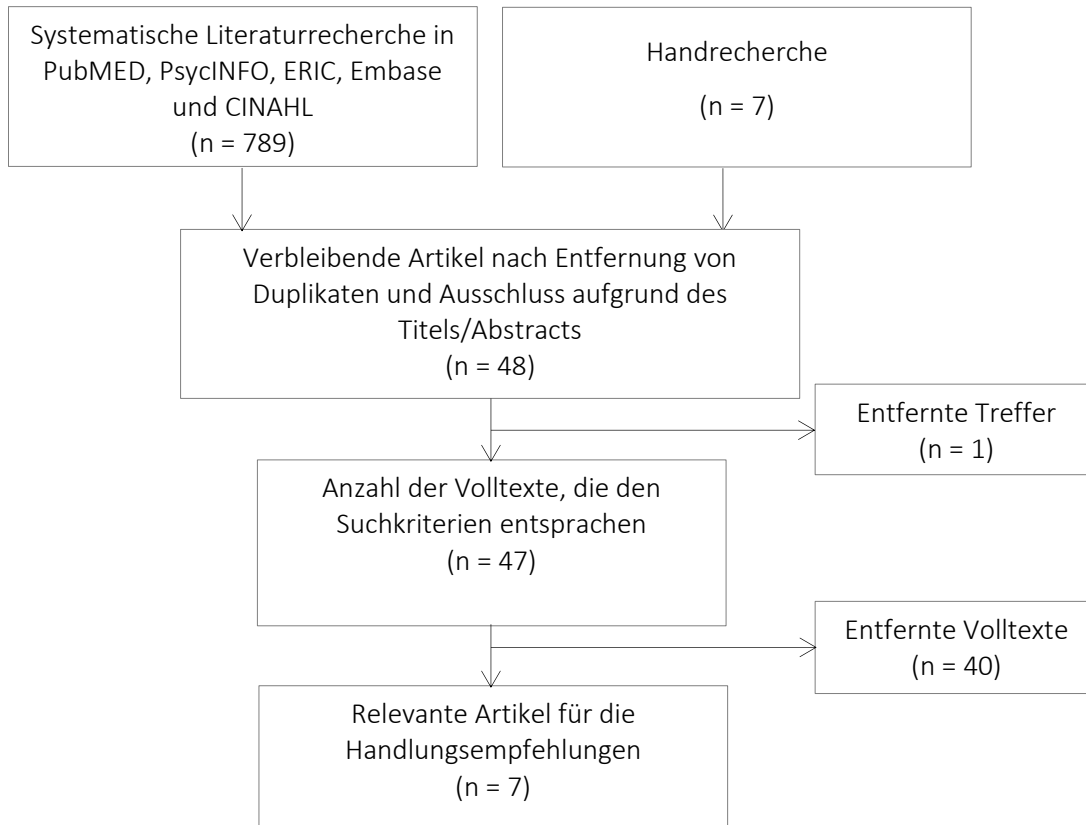 Systematische Literaturrecherche in
PubMED, PsycINFO, ERIC, Embase
und CINAHL
(n = 789)
Handrecherche
(n = 7)
Verbleibende Artikel nach Entfernung von
Duplikaten und Ausschluss aufgrund des
Titels/Abstracts
(n = 48)
Entfernte Treffer
(n = 1)
Anzahl der Volltexte, die den
Suchkriterien entsprachen
(n = 47)
Entfernte Volltexte
(n = 40)
Relevante Artikel für die
Handlungsempfehlungen
(n = 7)